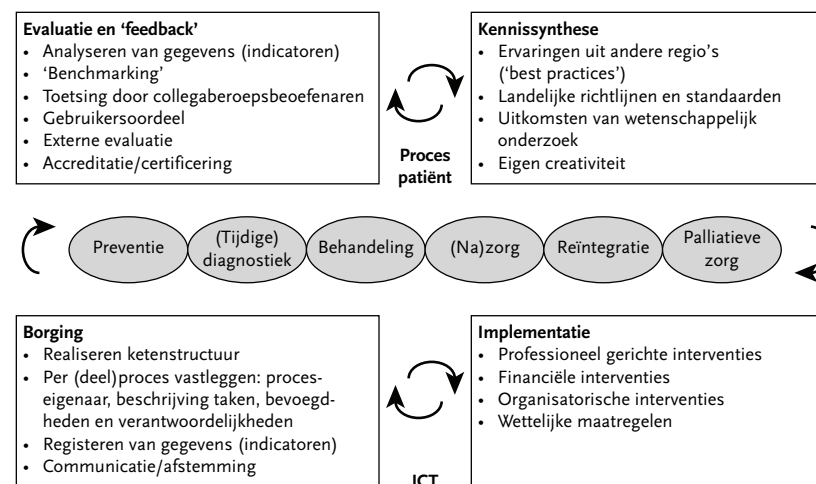 Evaluatie en ‘feedback’
• Analyseren van gegevens (indicatoren)
• ‘Benchmarking’
• Toetsing door collegaberoepsbeoefenaren
• Gebruikersoordeel
• Externe evaluatie
• Accreditatie/certificering
Kennissynthese
• Ervaringen uit andere regio's
(‘best practices’)
• Landelijke richtlijnen en standaarden
• Uitkomsten van wetenschappelijk
onderzoek
• Eigen creativiteit
Proces
patiënt
Preventie
(Tijdige)
diagnostiek
Behandeling
(Na)zorg
Reïntegratie
Palliatieve
zorg
Borging
• Realiseren ketenstructuur
• Per (deel)proces vastleggen: proces-
eigenaar, beschrijving taken, bevoegd-
heden en verantwoordelijkheden
• Registeren van gegevens (indicatoren)
• Communicatie/afstemming
Implementatie
• Professioneel gerichte interventies
• Financiële interventies
• Organisatorische interventies
• Wettelijke maatregelen
ICT